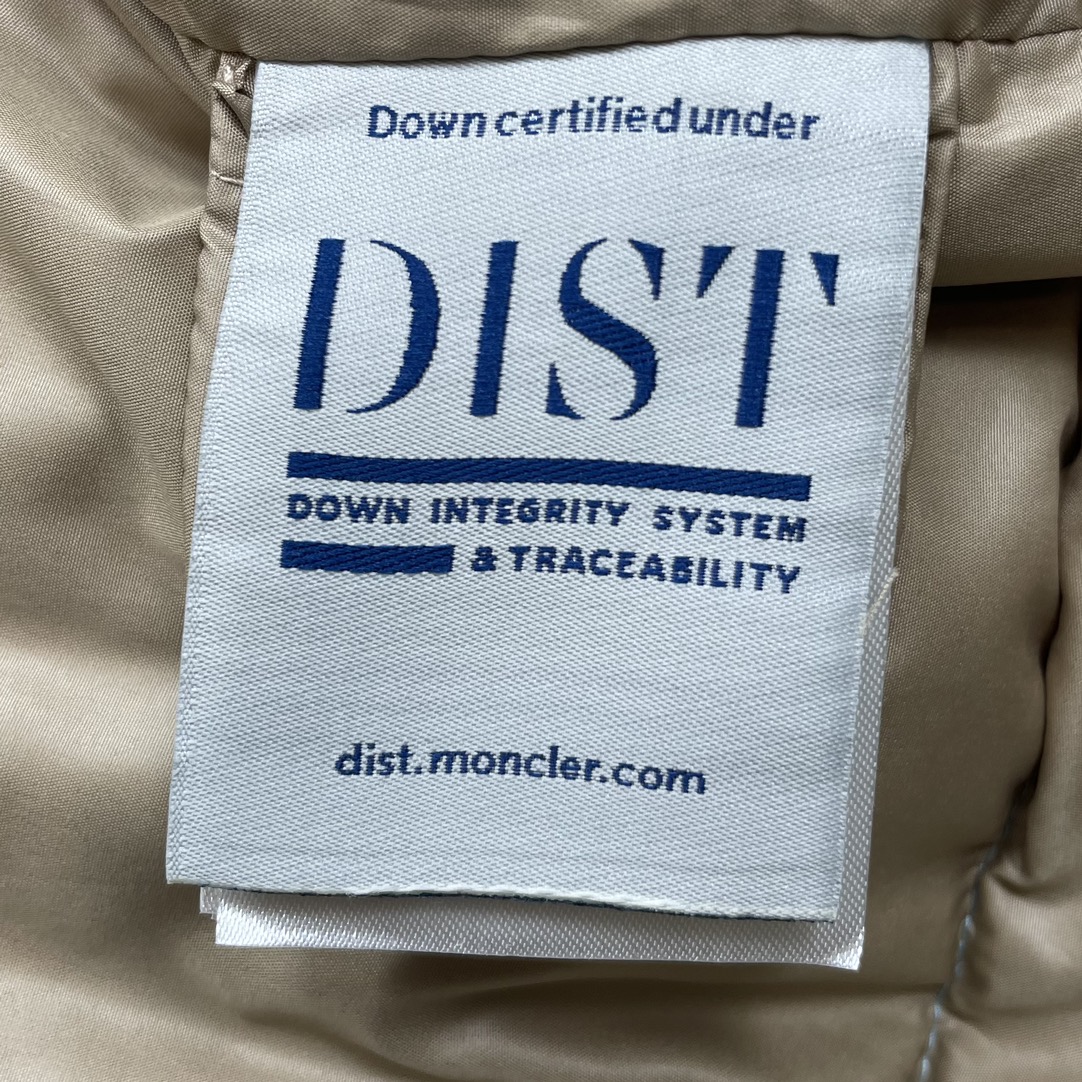 Down certified under
DIST
DOWN INTEGRITY SYSTEM
& TRACEABILITY
dist.moncler.com